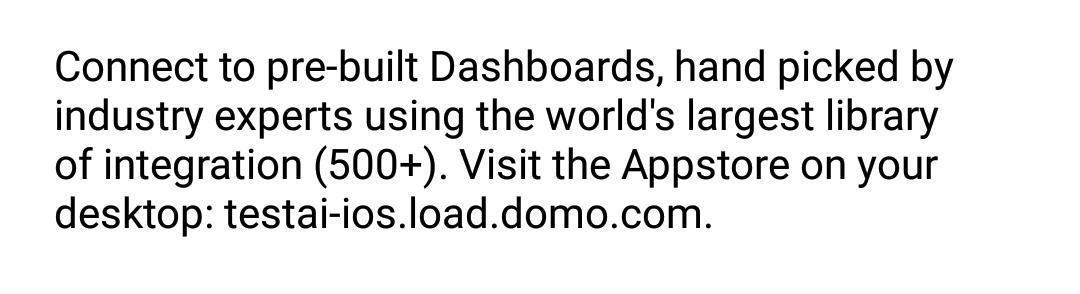 Connect to pre-built Dashboards, hand picked by
industry experts using the world's largest library
of integration (500+). Visit the Appstore on your
desktop: testai-ios.load.domo.com.